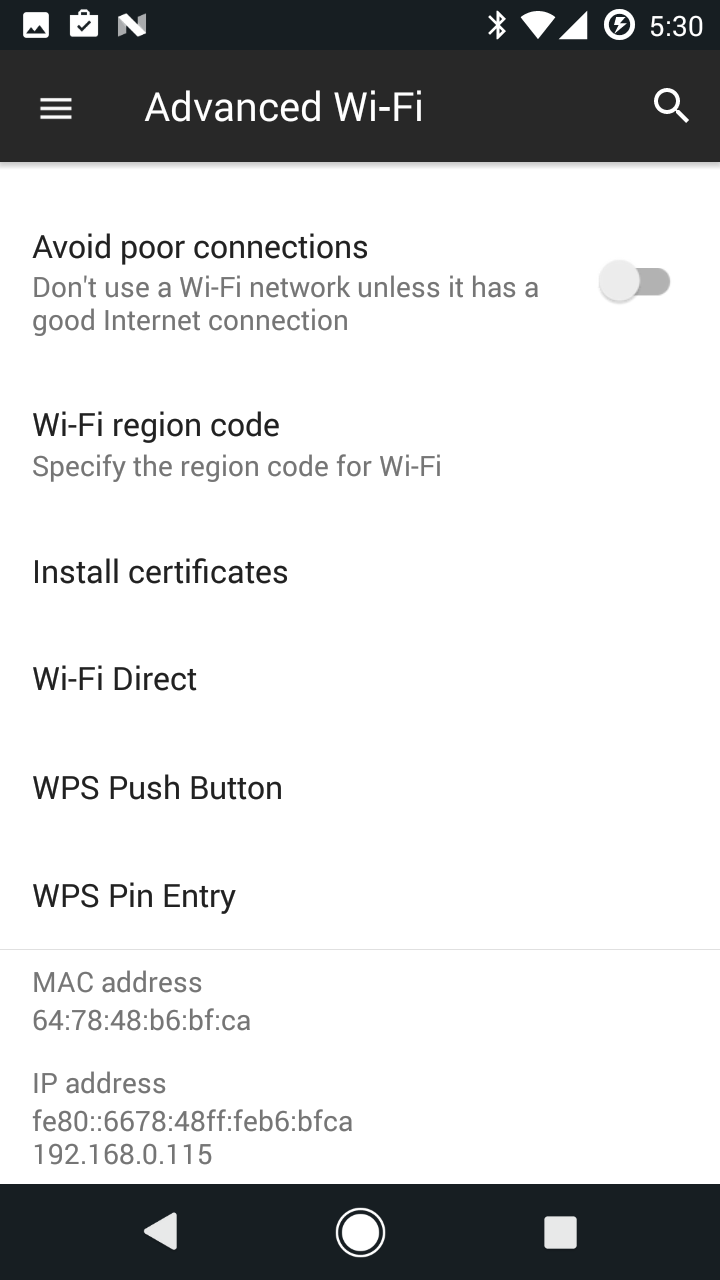 5:30
Advanced Wi-Fi
Avoid poor connections
Don't use a Wi-Fi network unless it has a
good Internet connection
Wi-Fi region code
Specify the region code for Wi-Fi
Install certificates
Wi-Fi Direct
WPS Push Button
WPS Pin Entry
MAC address
64:78:48:b6:bf:ca
IP address
fe80::6678:48ff:feb6:bfca
192.168.0.115